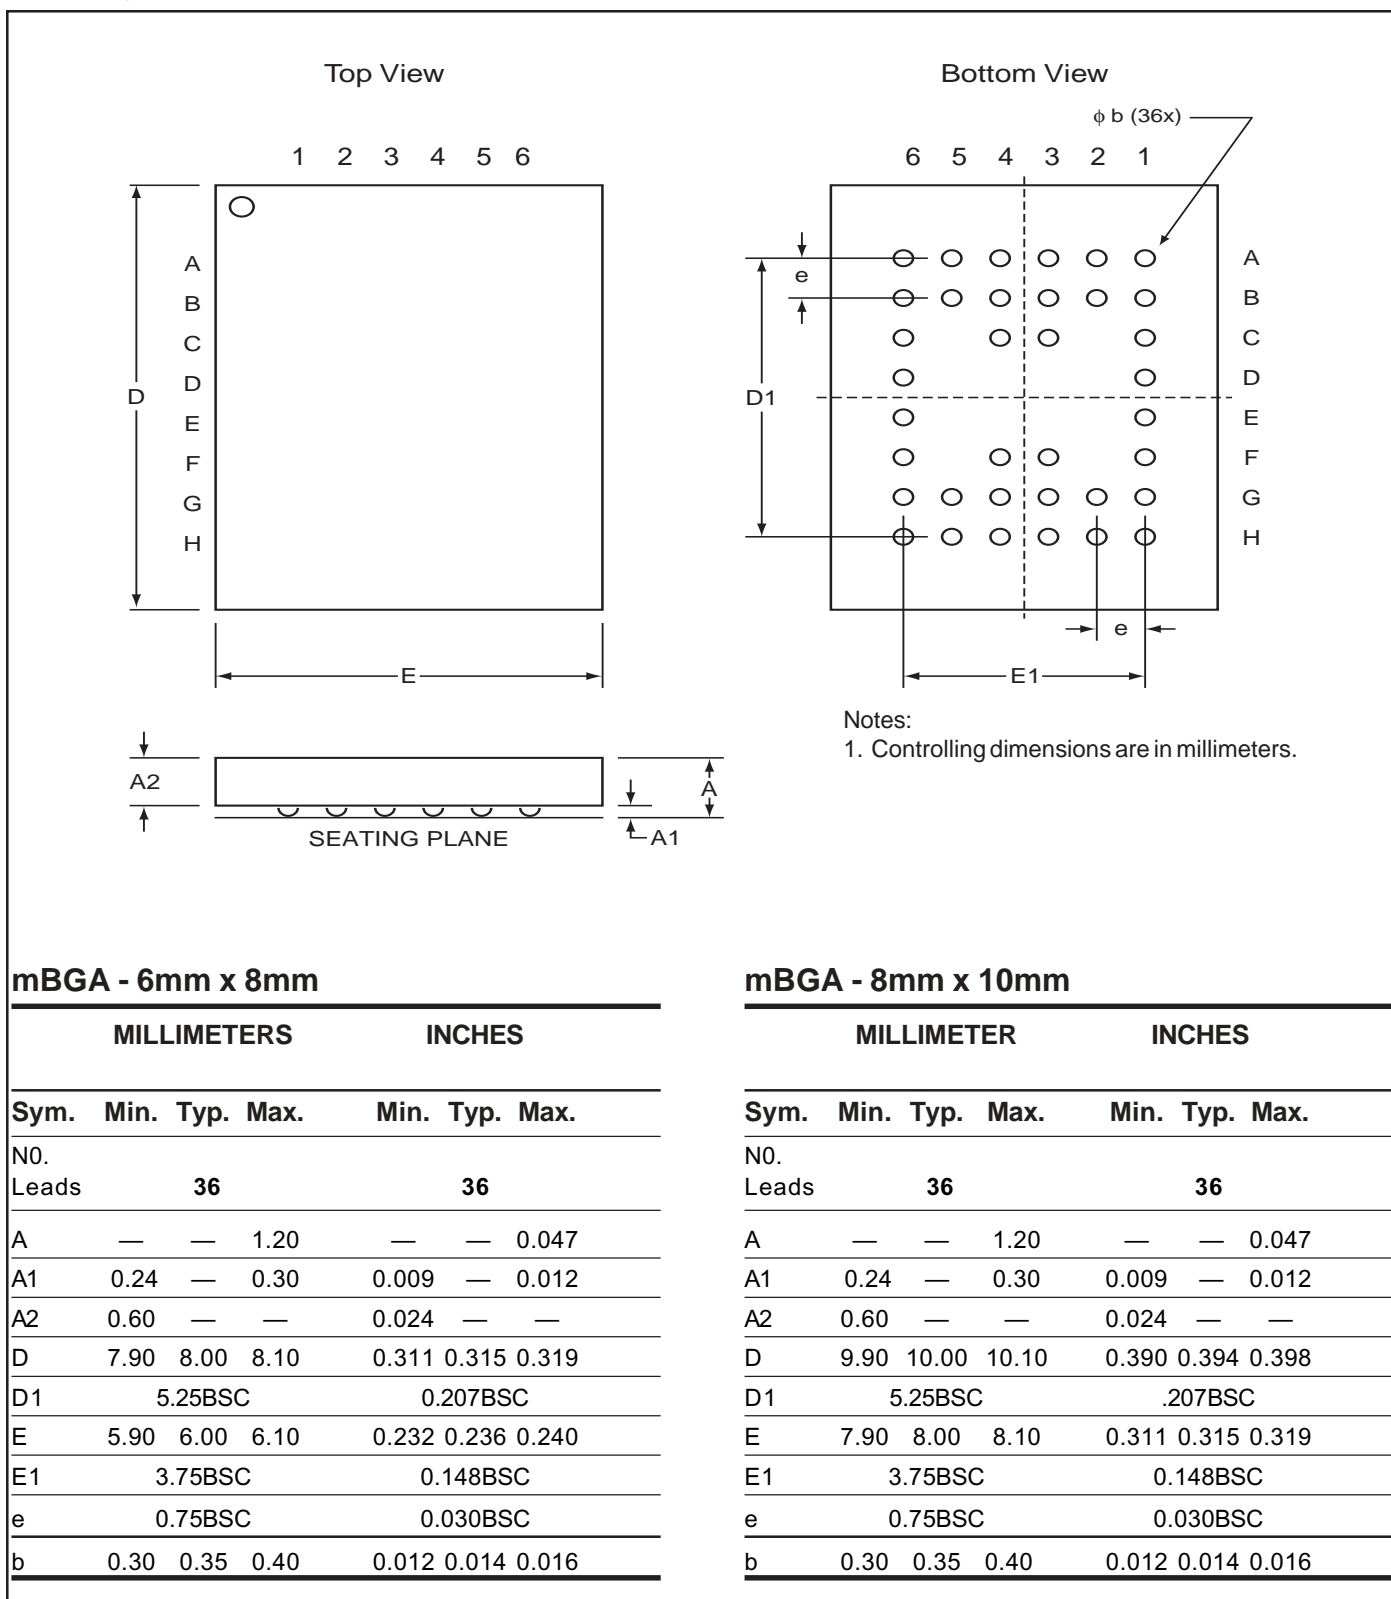 Top View
1 2 3 4 5 6
A
B
C
D
E
F
G
H
D
E
Bottom View
ϕ b (36x)
6 5 4 3 2 1
e
D1
A
B
C
D
E
F
G
H
e
E1
Notes:
1. Controlling dimensions are in millimeters.
A2
A
A1
SEATING PLANE
mBGA - 6mm x 8mm
MILLIMETERS INCHES
Sym. Min. Typ. Max. Min. Typ. Max.
N0.
Leads 36 36
A — — 1.20 — — 0.047
A1 0.24 — 0.30 0.009 — 0.012
A2 0.60 — — 0.024 — —
D 7.90 8.00 8.10 0.311 0.315 0.319
D1 5.25BSC 0.207BSC
E 5.90 6.00 6.10 0.232 0.236 0.240
E1 3.75BSC 0.148BSC
e 0.75BSC 0.030BSC
b 0.30 0.35 0.40 0.012 0.014 0.016
mBGA - 8mm x 10mm
MILLIMETER INCHES
Sym. Min. Typ. Max. Min. Typ. Max.
N0.
Leads 36 36
A — — 1.20 — — 0.047
A1 0.24 — 0.30 0.009 — 0.012
A2 0.60 — — 0.024 — —
D 9.90 10.00 10.10 0.390 0.394 0.398
D1 5.25BSC .207BSC
E 7.90 8.00 8.10 0.311 0.315 0.319
E1 3.75BSC 0.148BSC
e 0.75BSC 0.030BSC
b 0.30 0.35 0.40 0.012 0.014 0.016